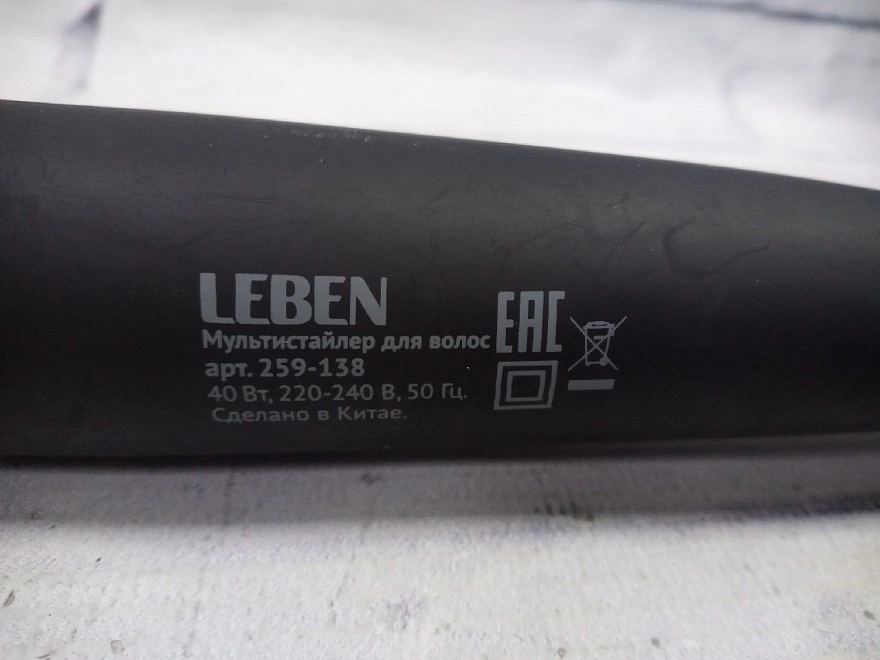 LEBEN
Мультистайлер для волос
арт. 259-138
40 Вт, 220-240 В, 50 Гц.
Сделано в Китае.
EAC